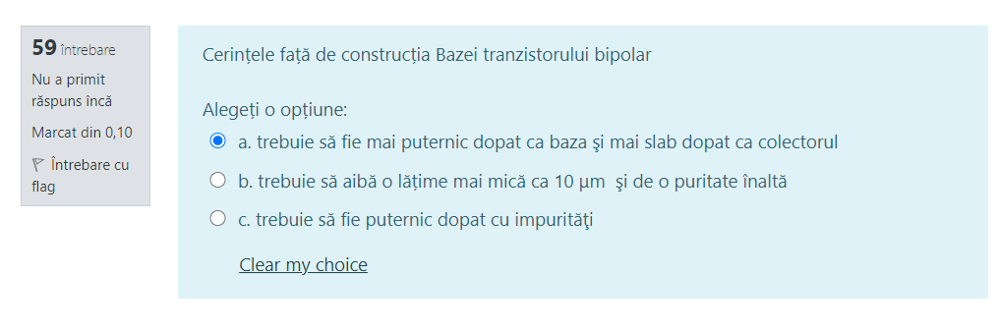 59 întrebare
Nu a primit
răspuns încă
Marcat din 0,10
Întrebare cu
flag
Cerințele față de construcția Bazei tranzistorului bipolar
Alegeți o opțiune:
a. trebuie să fie mai puternic dopat ca baza şi mai slab dopat ca colectorul
b. trebuie să aibă o lățime mai mică ca 10 µm şi de o puritate înaltă
c. trebuie să fie puternic dopat cu impurităţi
Clear my choice